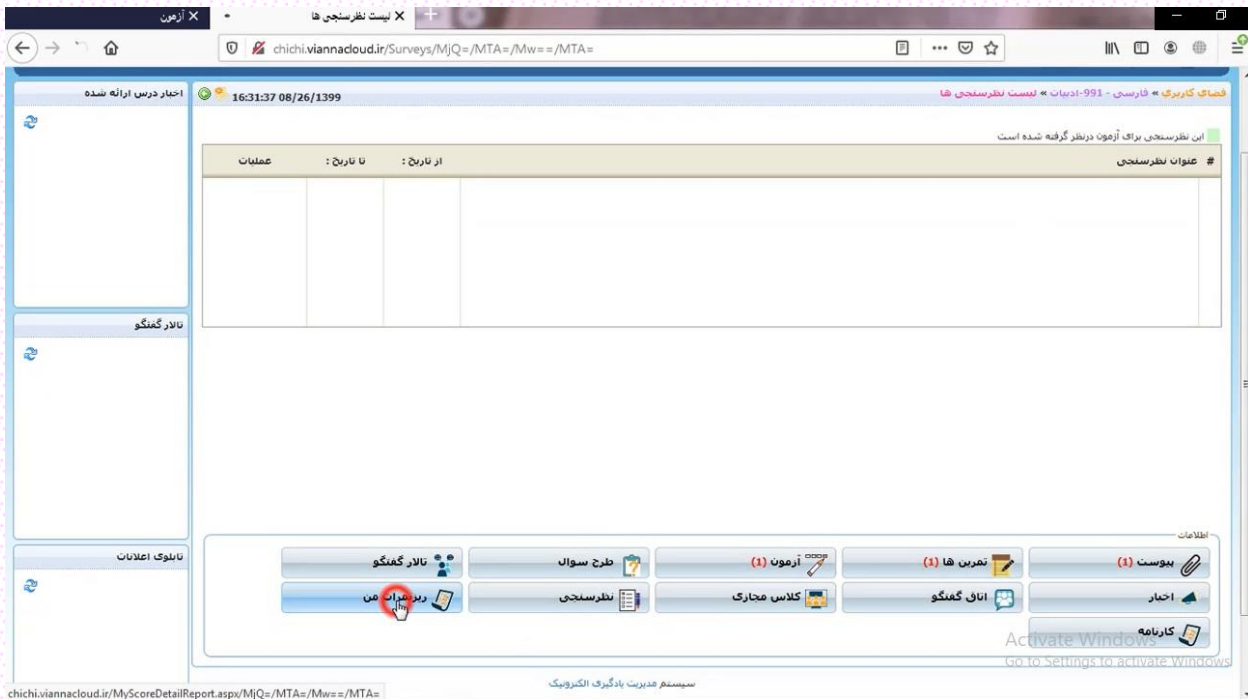 آزمون
لیست نظرسنجی ها
chichi.viannacloud.ir/Surveys/MjQ=/MTA=/Mw==/MTA=
فضای کاربری » فارسی - 991-ادبیات » لیست نظرسنجی ها
16:31:37 08/26/1399
اخبار درس ارائه شده
این نظرسنجی برای آزمون درنظر گرفته شده است
# عنوان نظرسنجی از تاریخ : تا تاریخ : عملیات
تالار گفتگو
تابلوی اعلانات
اطلاعات
پیوست (1) تمرین ها (1) آزمون (1) طرح سوال تالار گفتگو
اخبار اتاق گفتگو کلاس مجازی نظرسنجی من
کارنامه
Activate Windows
Go to Settings to activate Windows.
سیستم مدیریت یادگیری الکترونیک
chichi.viannacloud.ir/MyScoreDetailReport.aspx/MjQ=/MTA=/Mw==/MTA=